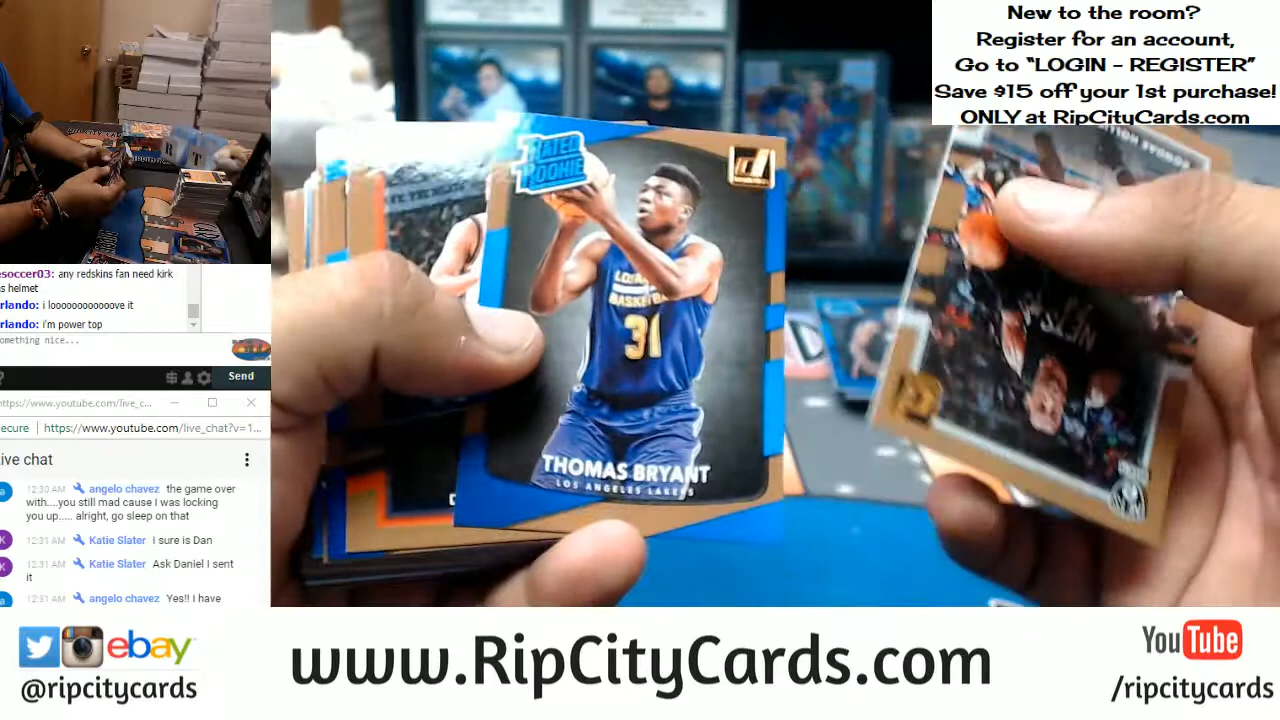 New to the room?
Register for an account,
Go to “LOGIN - REGISTER”
Save $15 off your 1st purchase!
ONLY at RipCityCards.com
RATED
ROOKIE
31
THOMAS BRYANT
LOS ANGELES LAKERS
R T
esoccer03: any redskins fan need kirk
s helmet
rlando: i looooooooooove it
rlando: i'm power top
omething nice...
Send
https://www.youtube.com/live_c...
ecure | https://www.youtube.com/live_chat?v=1...
ive chat
12:30 AM angelo chavez the game over
with....you still mad cause I was locking
you up..... alright, go sleep on that
12:31 AM Katie Slater I sure is Dan
12:31 AM Katie Slater Ask Daniel I sent
it
12:31 AM angelo chavez Yes!! I have
ebay
@ripcitycards
www.RipCityCards.com
YouTube
/ripcitycards